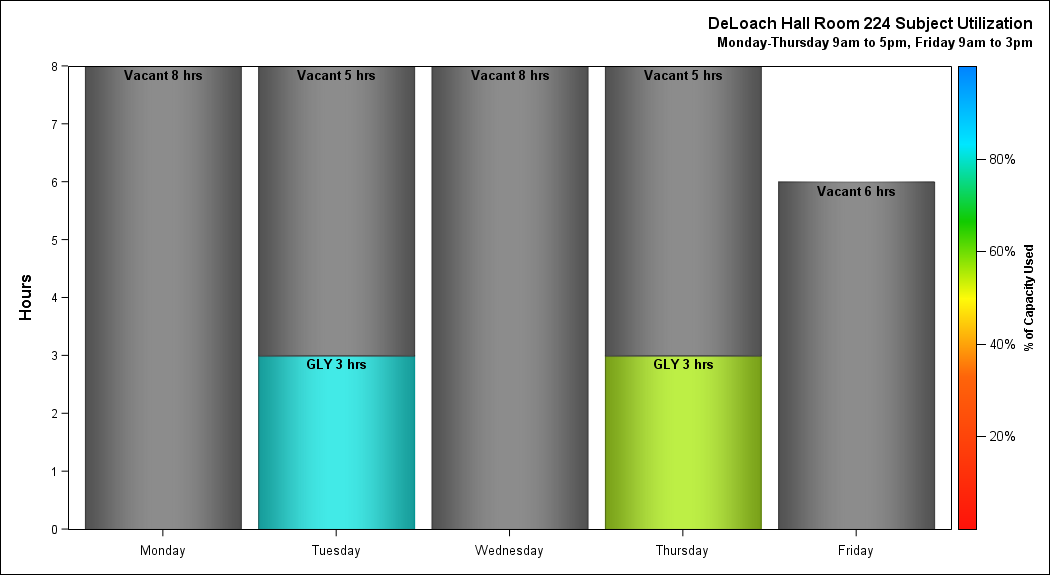 DeLoach Hall Room 224 Subject Utilization
Monday-Thursday 9am to 5pm, Friday 9am to 3pm
8
7
6
5
4
3
2
1
0
Hours
Vacant 8 hrs
Vacant 5 hrs
Vacant 8 hrs
Vacant 5 hrs
Vacant 6 hrs
GLY 3 hrs
GLY 3 hrs
Monday
Tuesday
Wednesday
Thursday
Friday
80%
60%
40%
20%
% of Capacity Used